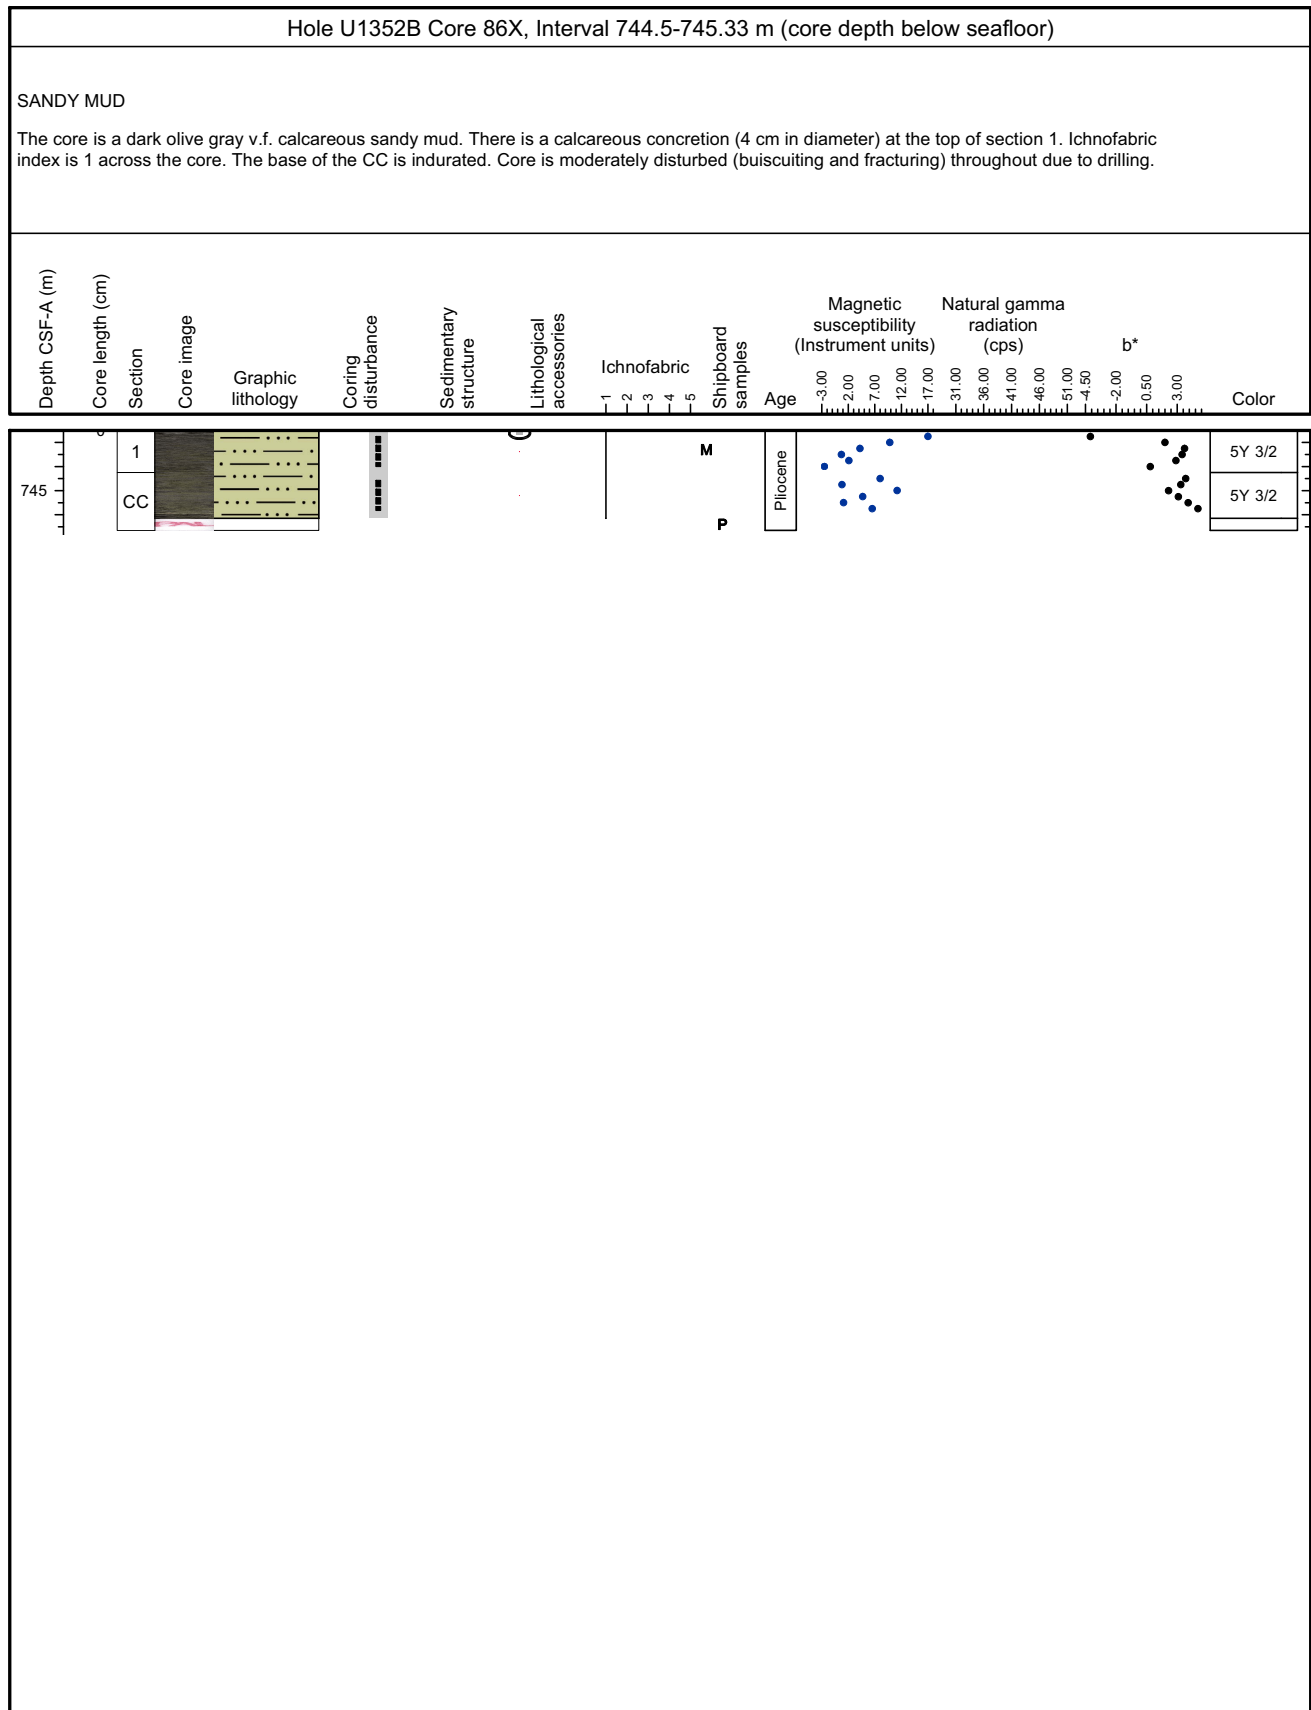 Hole U1352B Core 86X, Interval 744.5-745.33 m (core depth below seafloor)
SANDY MUD
The core is a dark olive gray v.f. calcareous sandy mud. There is a calcareous concretion (4 cm in diameter) at the top of section 1. Ichnofabric
index is 1 across the core. The base of the CC is indurated. Core is moderately disturbed (buiscuiting and fracturing) throughout due to drilling.
Depth CSF-A (m)
Core length (cm)
Section
Core image
Graphic
lithology
Coring
disturbance
Sedimentary
structure
Lithological
accessories
Ichnofabric
1 2 3 4 5
Shipboard
samples
Age
Magnetic
susceptibility
(Instrument units)
-3.00 2.00 7.00 12.00 17.00
Natural gamma
radiation
(cps)
31.00 36.00 41.00 46.00 51.00
b*
-4.50 -2.00 0.50 3.00
Color
1
M
Pliocene
5Y 3/2
745
CC
5Y 3/2
P